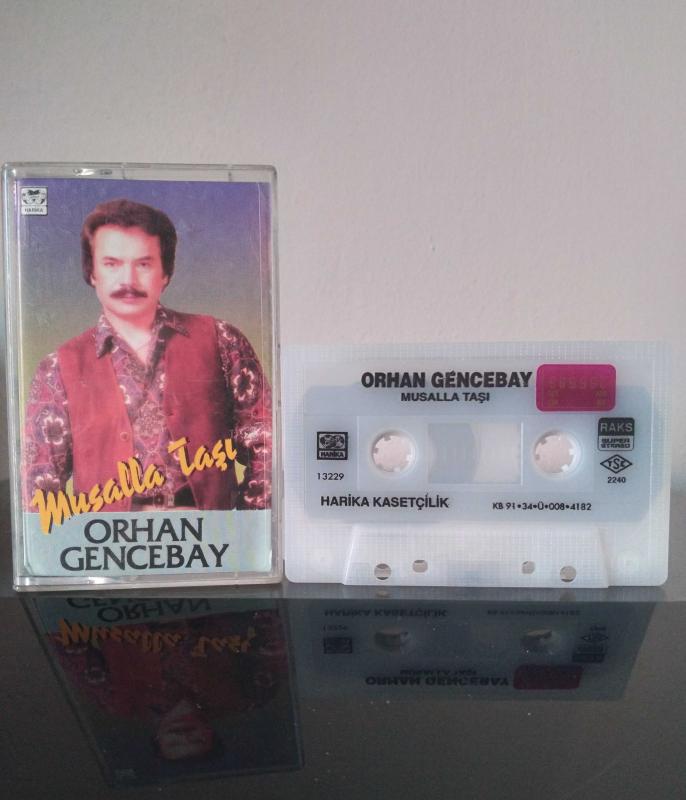 HARİKA
Musalla Taşı
ORHAN
GENCEBAY
ORHAN GENCEBAY
MUSALLA TAŞI
HARİKA
13229
RAKS
SUPER
STEREO
TSE
2240
HARİKA KASETÇİLİK
KB 91•34•Ü•008•4182